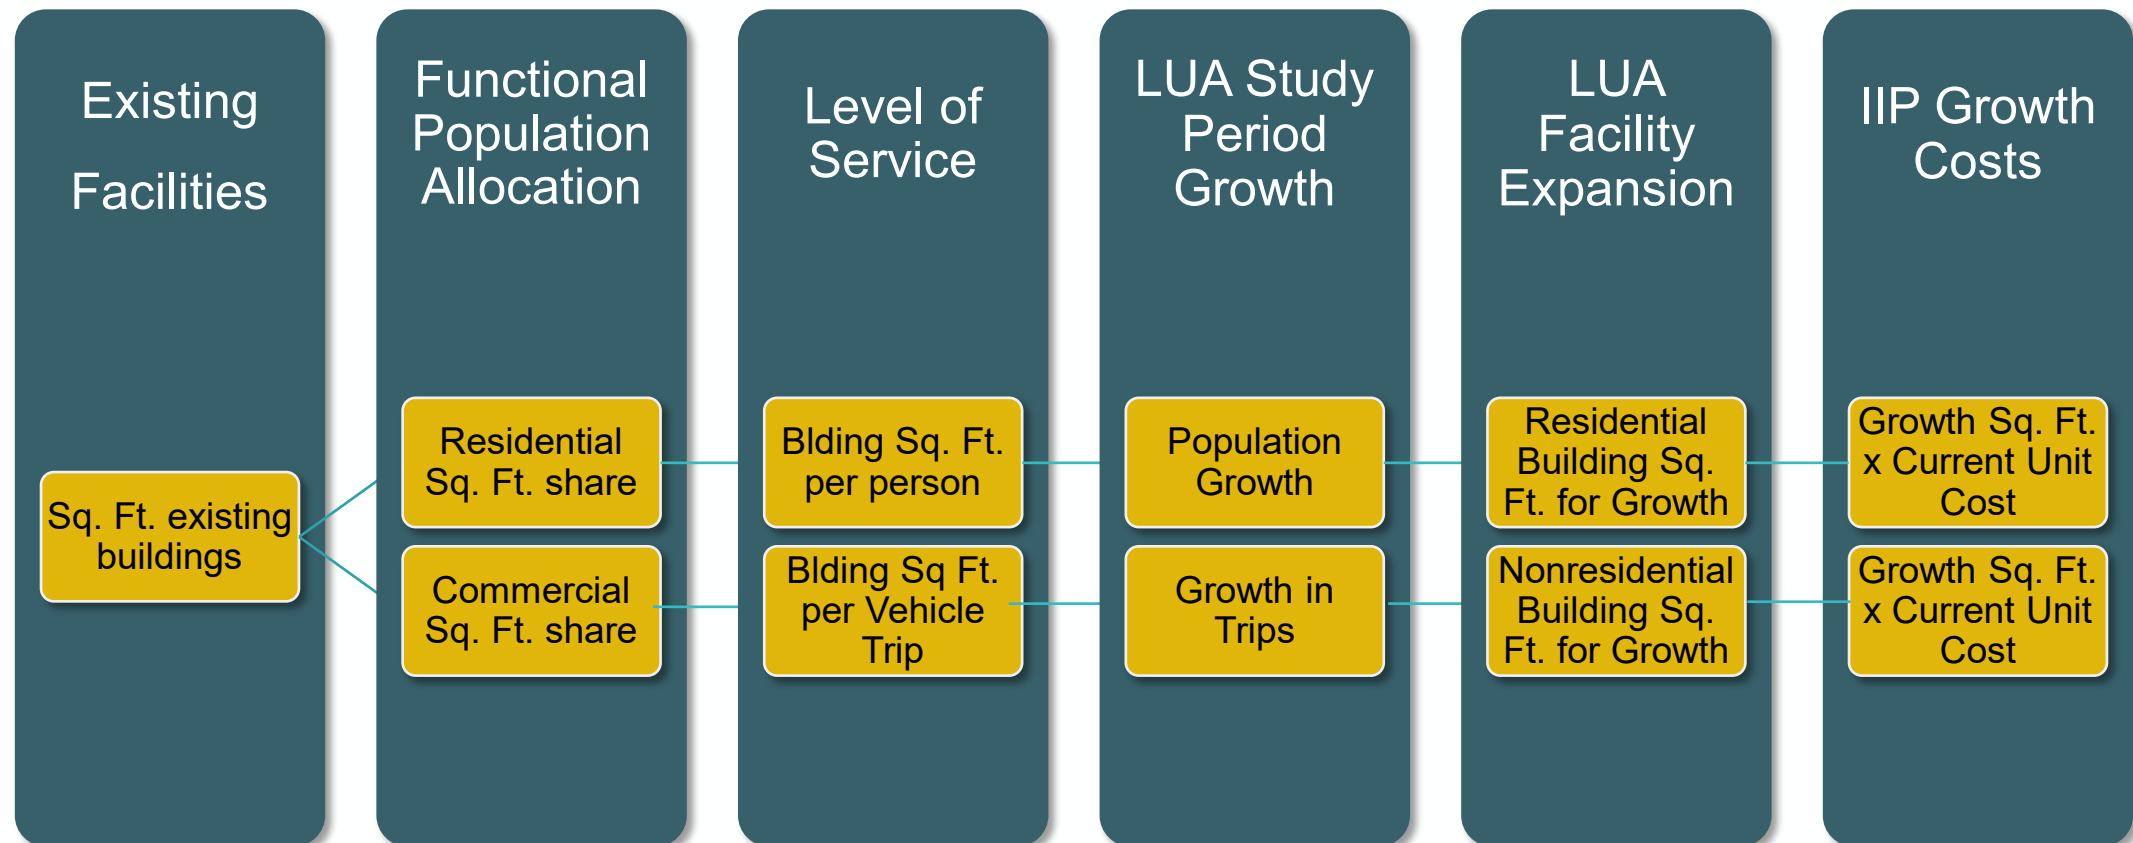 Existing
Facilities
Sq. Ft. existing
buildings
Functional
Population
Allocation
Residential
Sq. Ft. share
Commercial
Sq. Ft. share
Level of
Service
Blding Sq. Ft.
per person
Blding Sq Ft.
per Vehicle
Trip
LUA Study
Period
Growth
Population
Growth
Growth in
Trips
LUA
Facility
Expansion
Residential
Building Sq.
Ft. for Growth
Nonresidential
Building Sq.
Ft. for Growth
IIP Growth
Costs
Growth Sq. Ft.
x Current Unit
Cost
Growth Sq. Ft.
x Current Unit
Cost